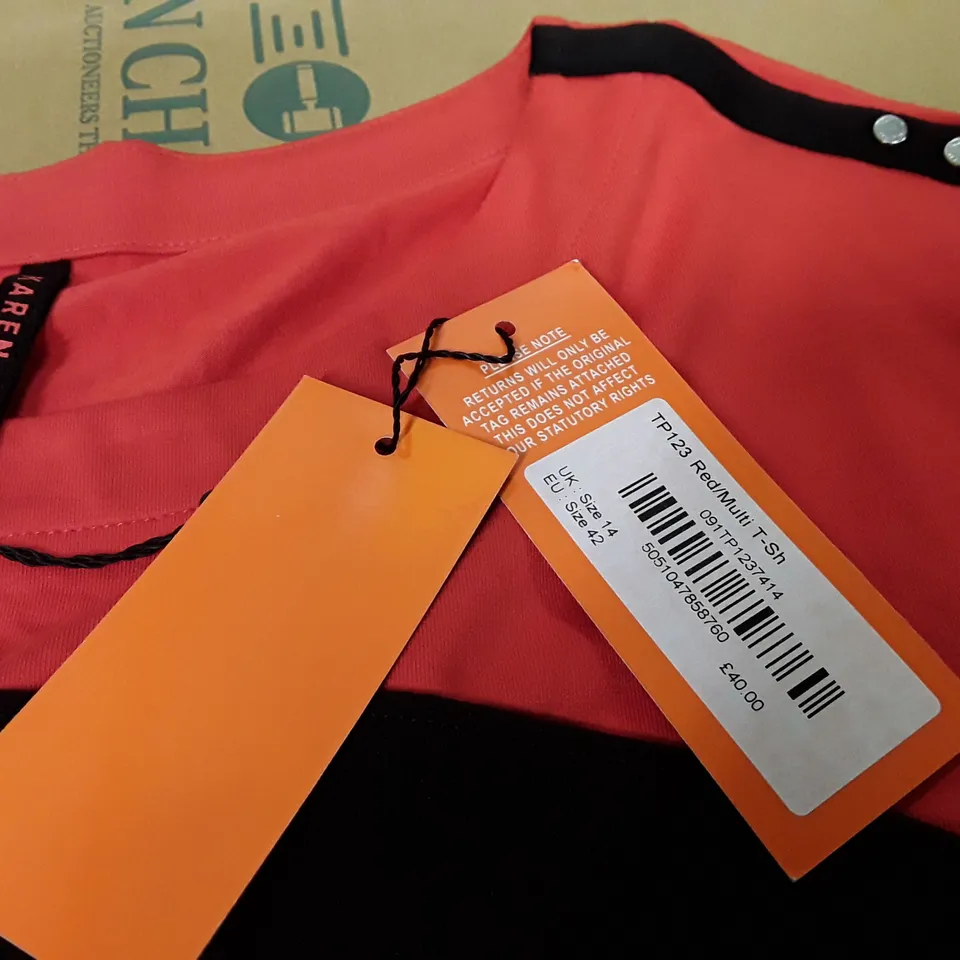 NCH
AUCTIONEERS
KAREN
PLEASE NOTE
RETURNS WILL ONLY BE
ACCEPTED IF THE ORIGINAL
TAG REMAINS ATTACHED
THIS DOES NOT AFFECT
YOUR STATUTORY RIGHTS
TP123 Red/Multi T-Sh
091TP1237414
5051047858760
UK : Size 14
EU : Size 42
£40.00